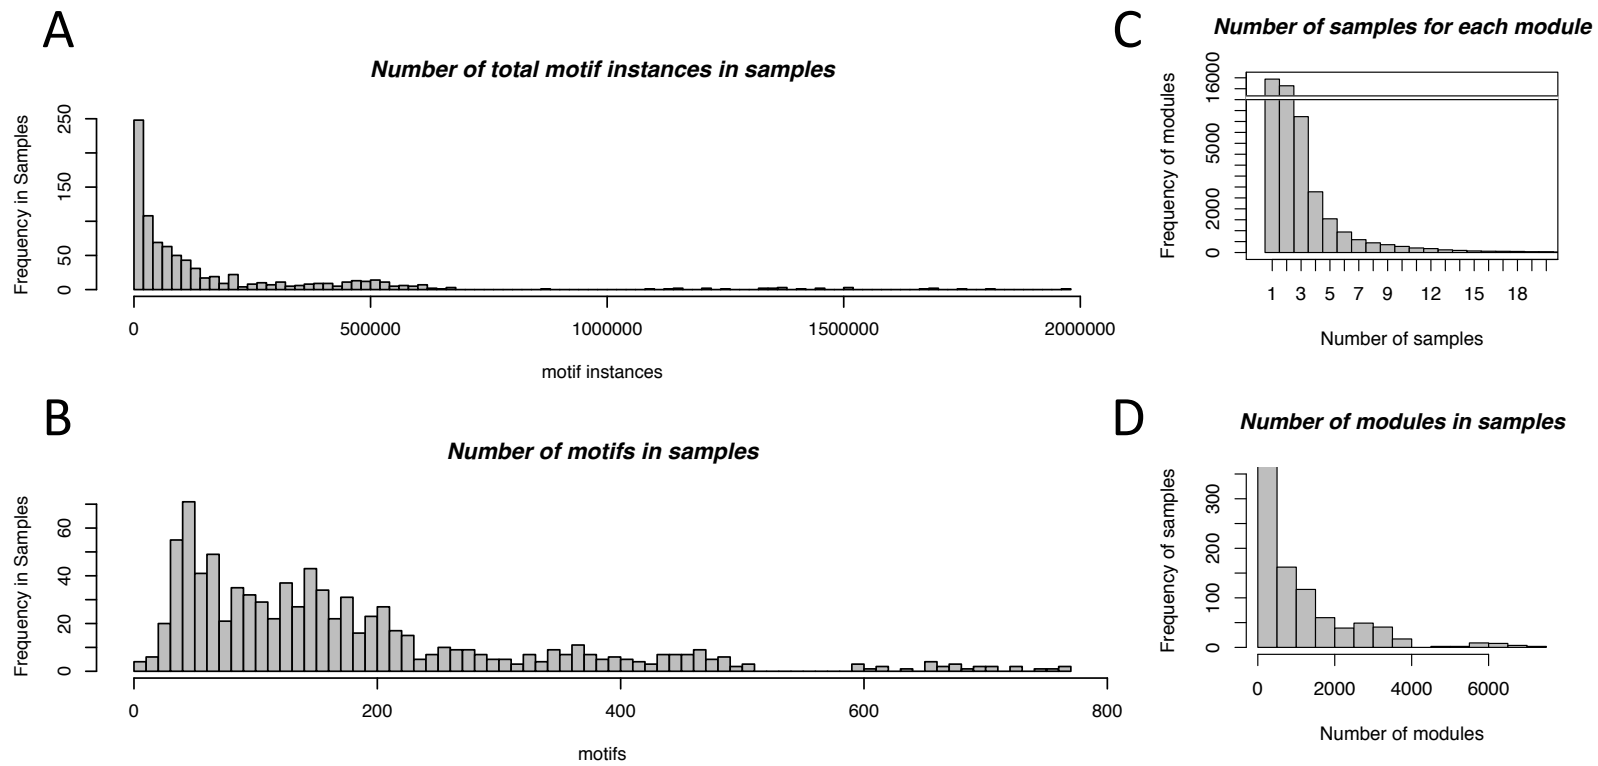 A
Number of total motif instances in samples
Frequency in Samples
0 50 150 250
0 500000 1000000 1500000 2000000
motif instances
B
Number of motifs in samples
Frequency in Samples
0 20 40 60
0 200 400 600 800
motifs
C
Number of samples for each module
Frequency of modules
0 2000 5000 16000
1 3 5 7 9 12 15 18
Number of samples
D
Number of modules in samples
Frequency of samples
0 100 200 300
0 2000 4000 6000
Number of modules